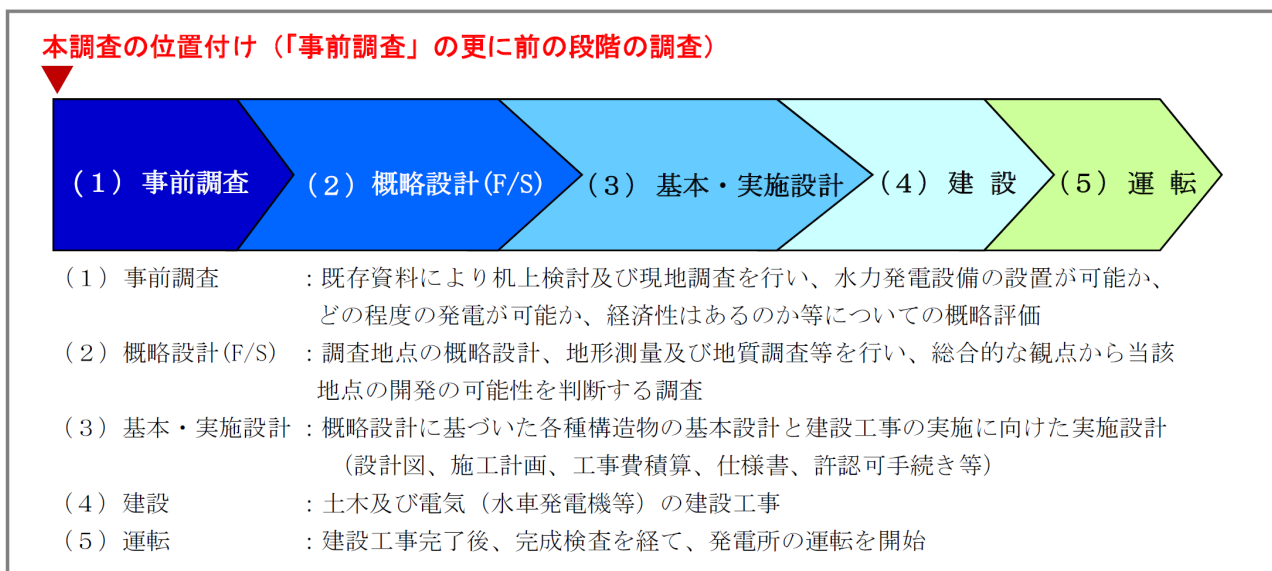 本調査の位置付け（「事前調査」の更に前の段階の調査）
（１）事前調査
（２）概略設計(F/S)
（３）基本・実施設計
（４）建 設
（５）運 転
（１）事前調査　　　：既存資料により机上検討及び現地調査を行い、水力発電設備の設置が可能か、
どの程度の発電が可能か、経済性はあるのか等についての概略評価
（２）概略設計(F/S)　：調査地点の概略設計、地形測量及び地質調査等を行い、総合的な観点から当該
地点の開発の可能性を判断する調査
（３）基本・実施設計：概略設計に基づいた各種構造物の基本設計と建設工事の実施に向けた実施設計
（設計図、施工計画、工事費積算、仕様書、許認可手続き等）
（４）建設　　　　　：土木及び電気（水車発電機等）の建設工事
（５）運転　　　　　：建設工事完了後、完成検査を経て、発電所の運転を開始